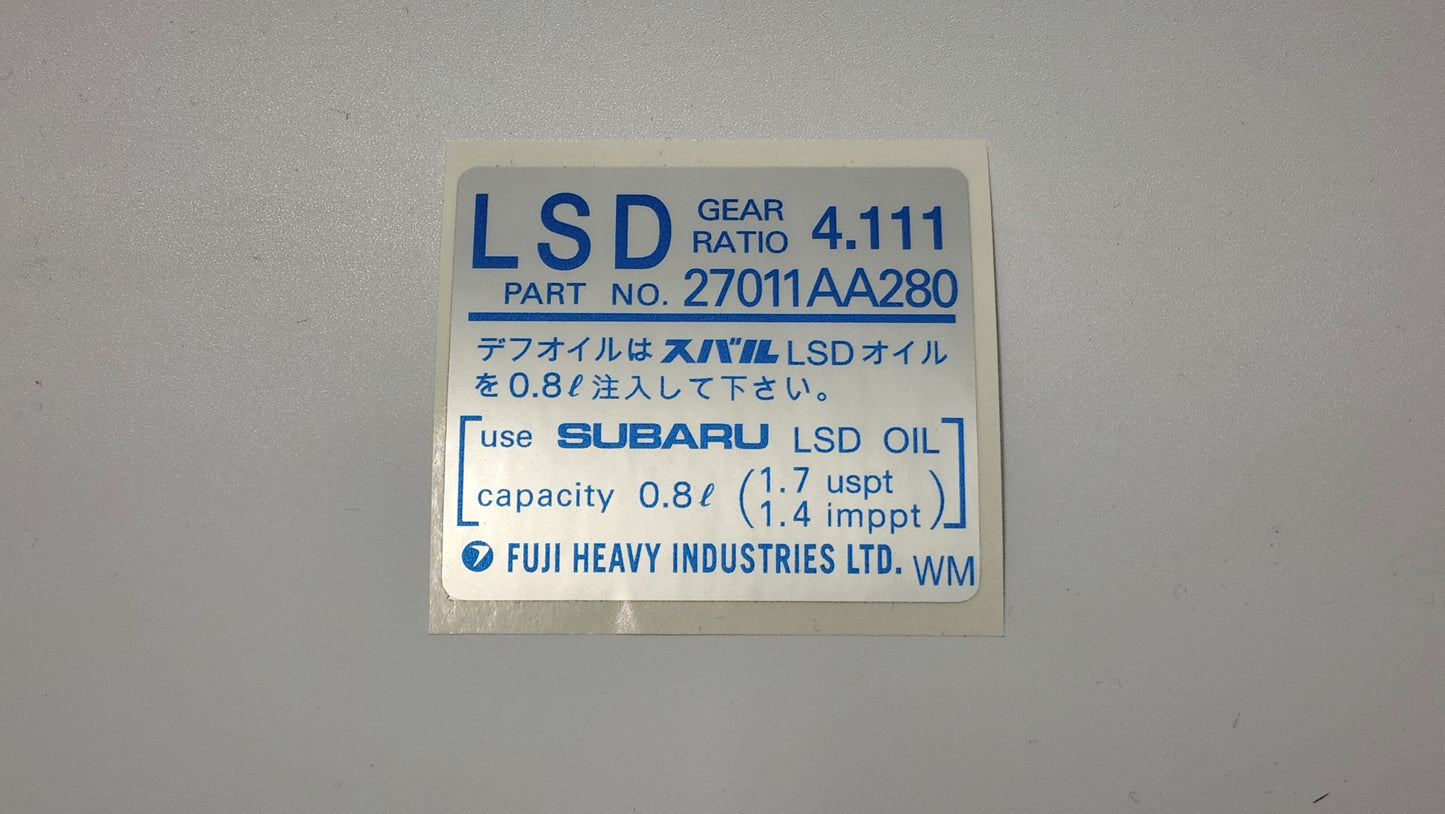 LSD GEAR RATIO 4.111
PART NO. 27011AA280
デフオイルはスバルLSDオイル
を0.8ℓ注入して下さい。
[use SUBARU LSD OIL
capacity 0.8ℓ (1.7 uspt
1.4 imppt)]
FUJI HEAVY INDUSTRIES LTD. WM